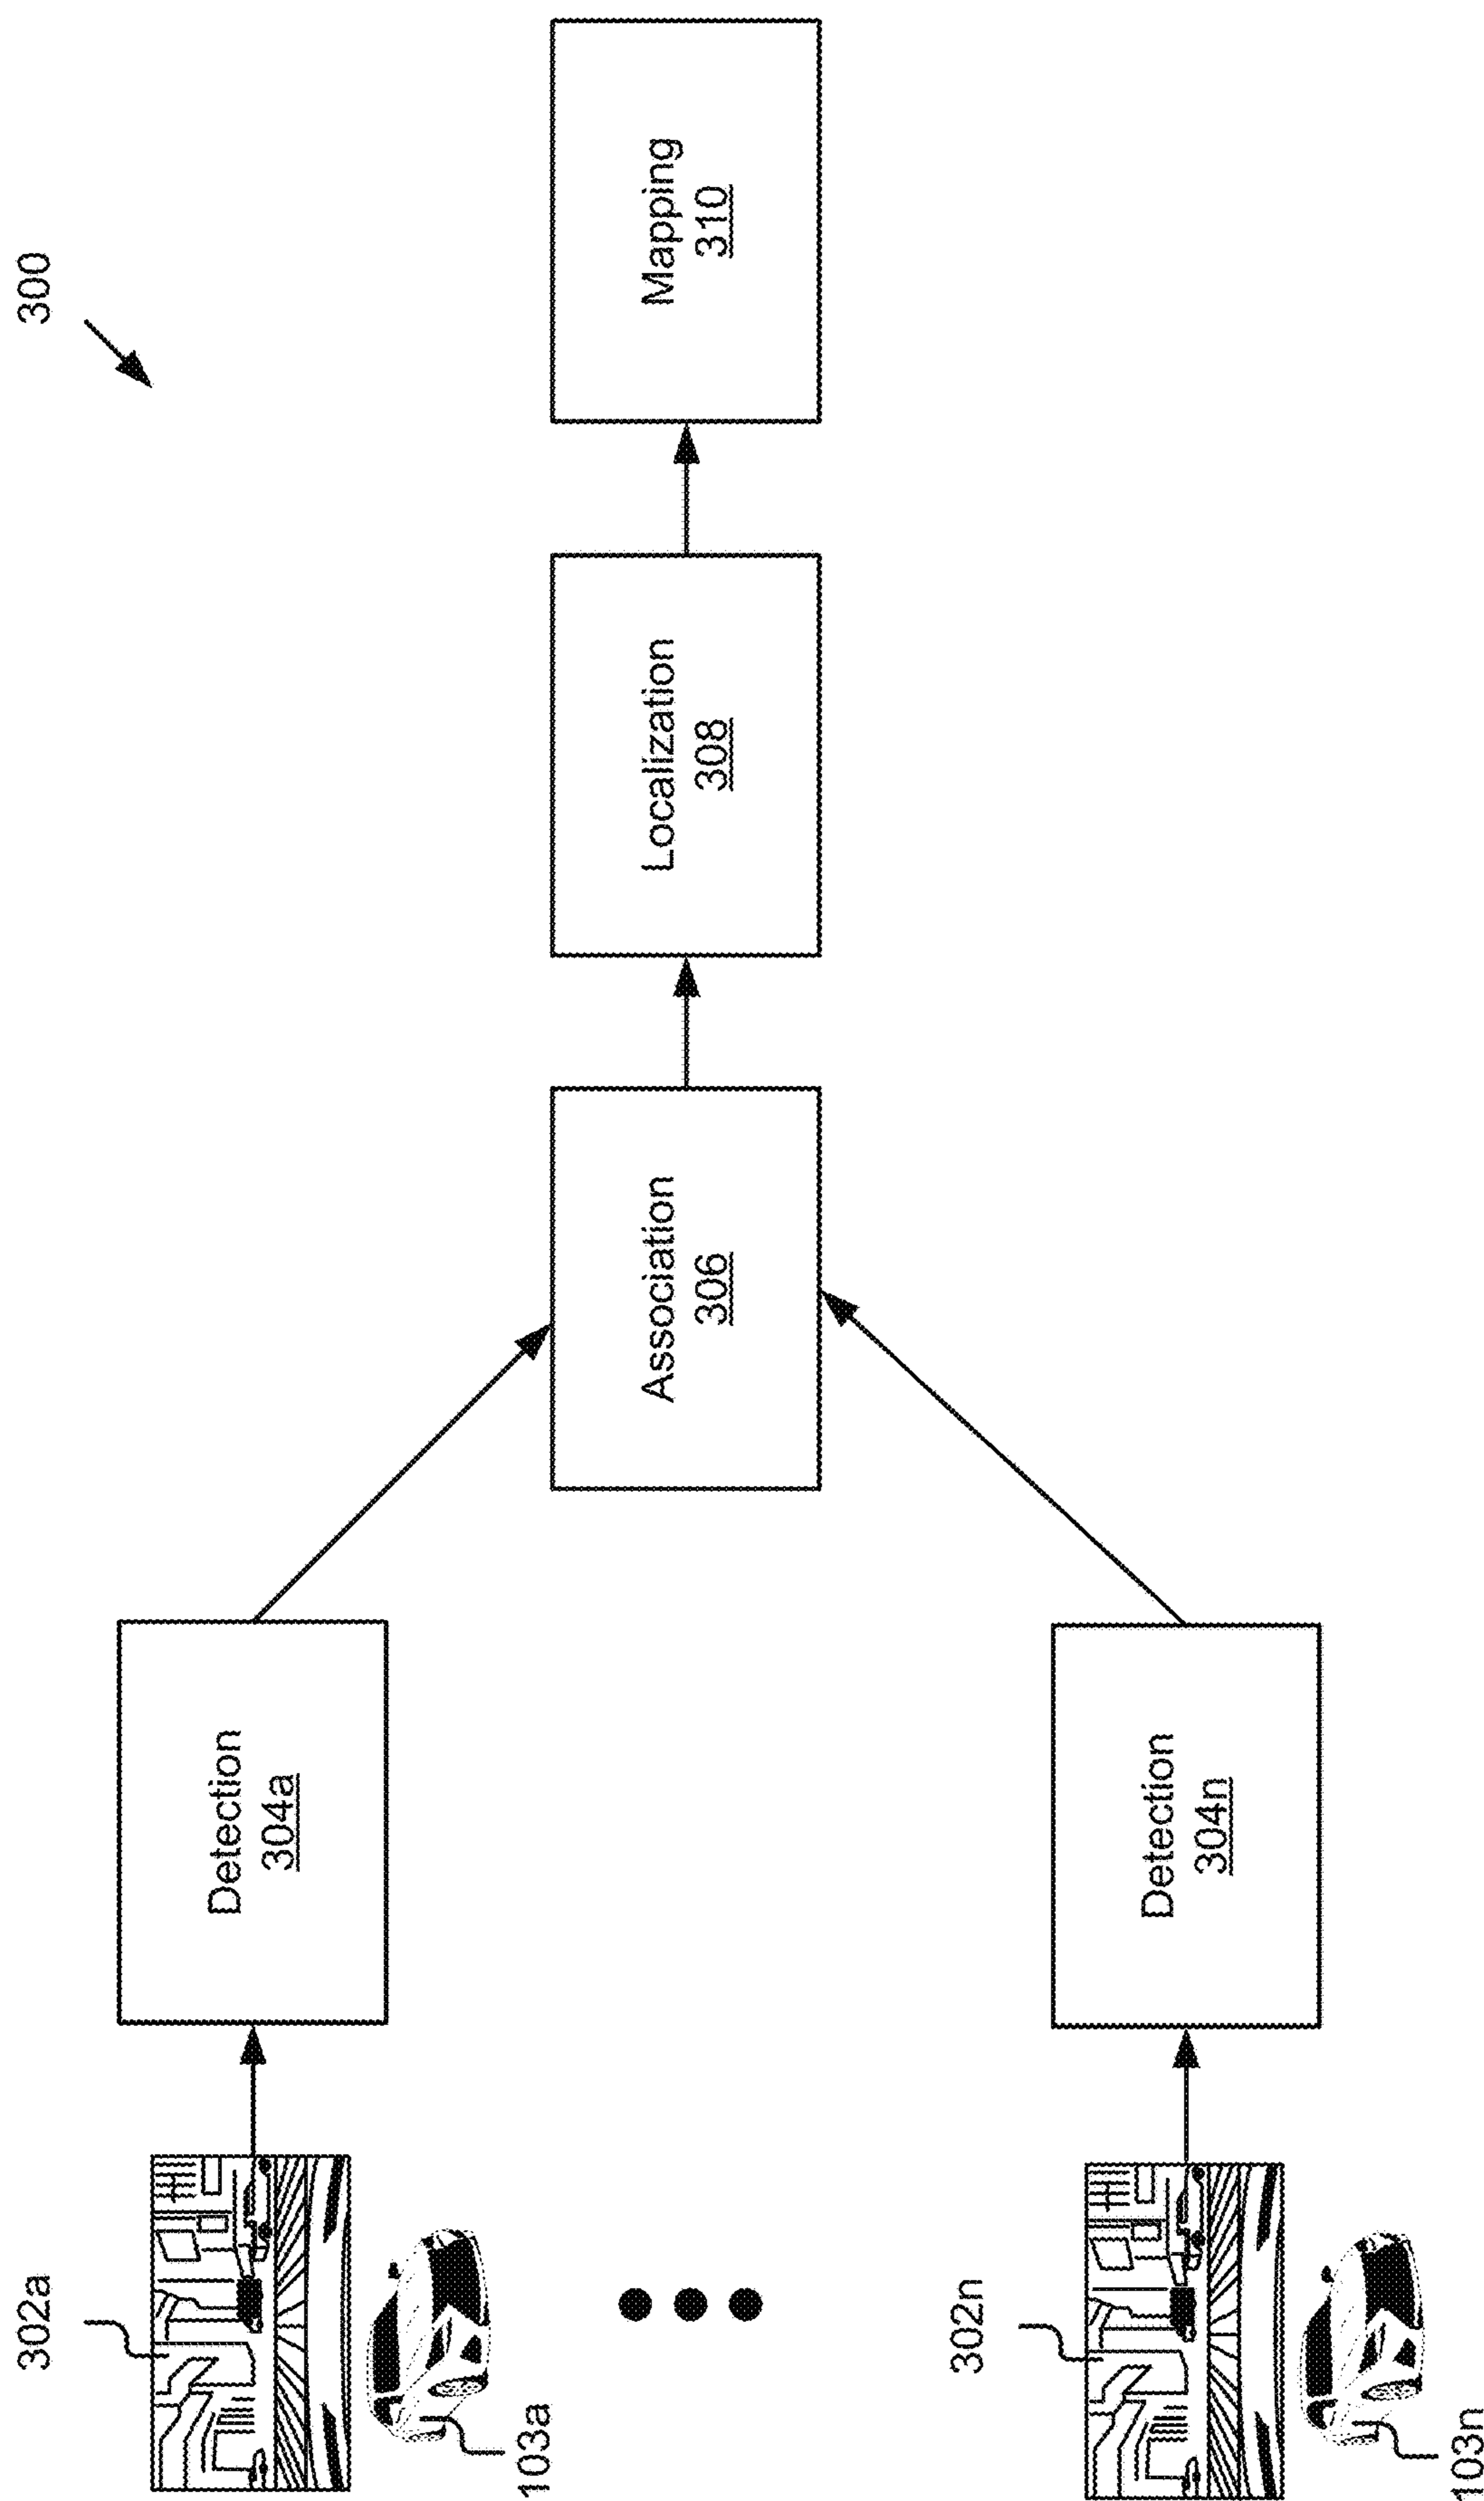 300
302a
103a
Detection
304a
302n
103n
Detection
304n
Association
306
Localization
308
Mapping
310